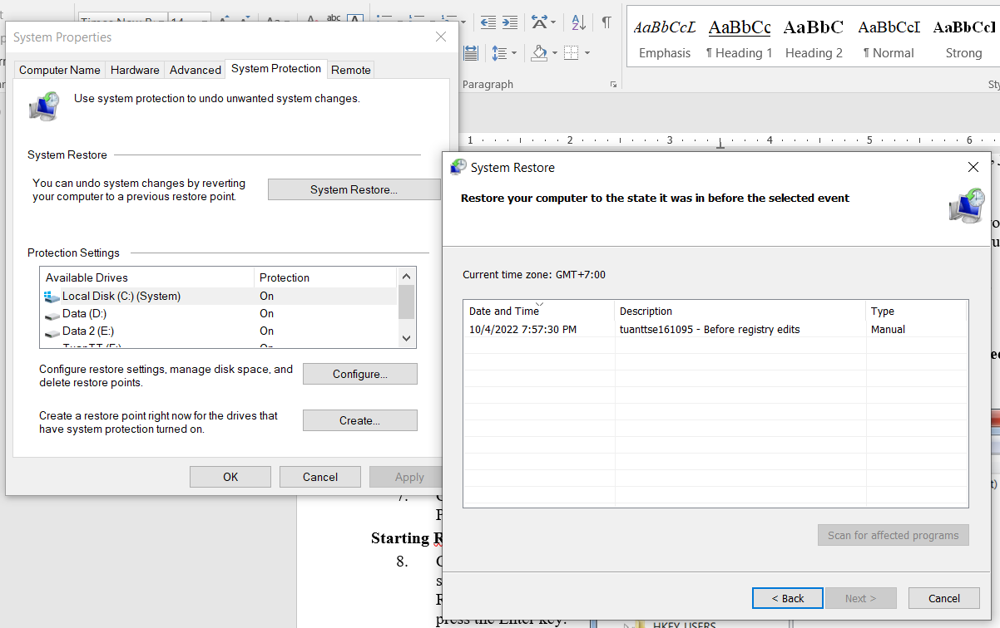 Times New R
14
abc
A
AaBbCcL
AaBbCc
AaBbC
AaBbCcI
AaBbCcI
Emphasis
¶ Heading 1
Heading 2
¶ Normal
Strong
Paragraph
1 2 3 4 5 6
System Properties
Computer Name
Hardware
Advanced
System Protection
Remote
Use system protection to undo unwanted system changes.
System Restore
You can undo system changes by reverting
your computer to a previous restore point.
System Restore...
Protection Settings
Available Drives
Protection
Local Disk (C:) (System)
On
Data (D:)
On
Data 2 (E:)
On
Configure restore settings, manage disk space, and
delete restore points.
Configure...
Create a restore point right now for the drives that
have system protection turned on.
Create...
OK
Cancel
Apply
System Restore
Restore your computer to the state it was in before the selected event
Current time zone: GMT+7:00
Date and Time
Description
Type
10/4/2022 7:57:30 PM
tuanttse161095 - Before registry edits
Manual
Scan for affected programs
< Back
Next >
Cancel
7.
Starting R
8.
press the Enter key.
HKEY_USERS